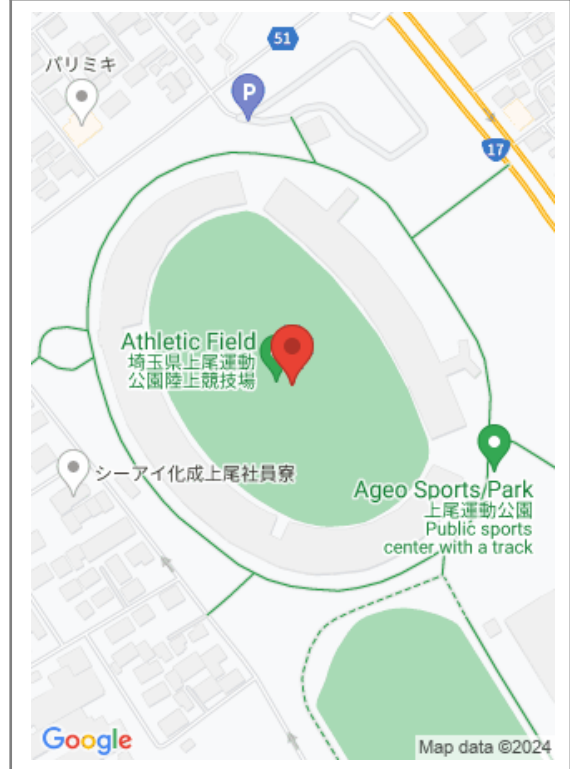 51
パリミキ
P
17
Athletic Field
埼玉県上尾運動
公園陸上競技場
シーアイ化成上尾社員寮
Ageo Sports Park
上尾運動公園
Public sports
center with a track
Google
Map data ©2024